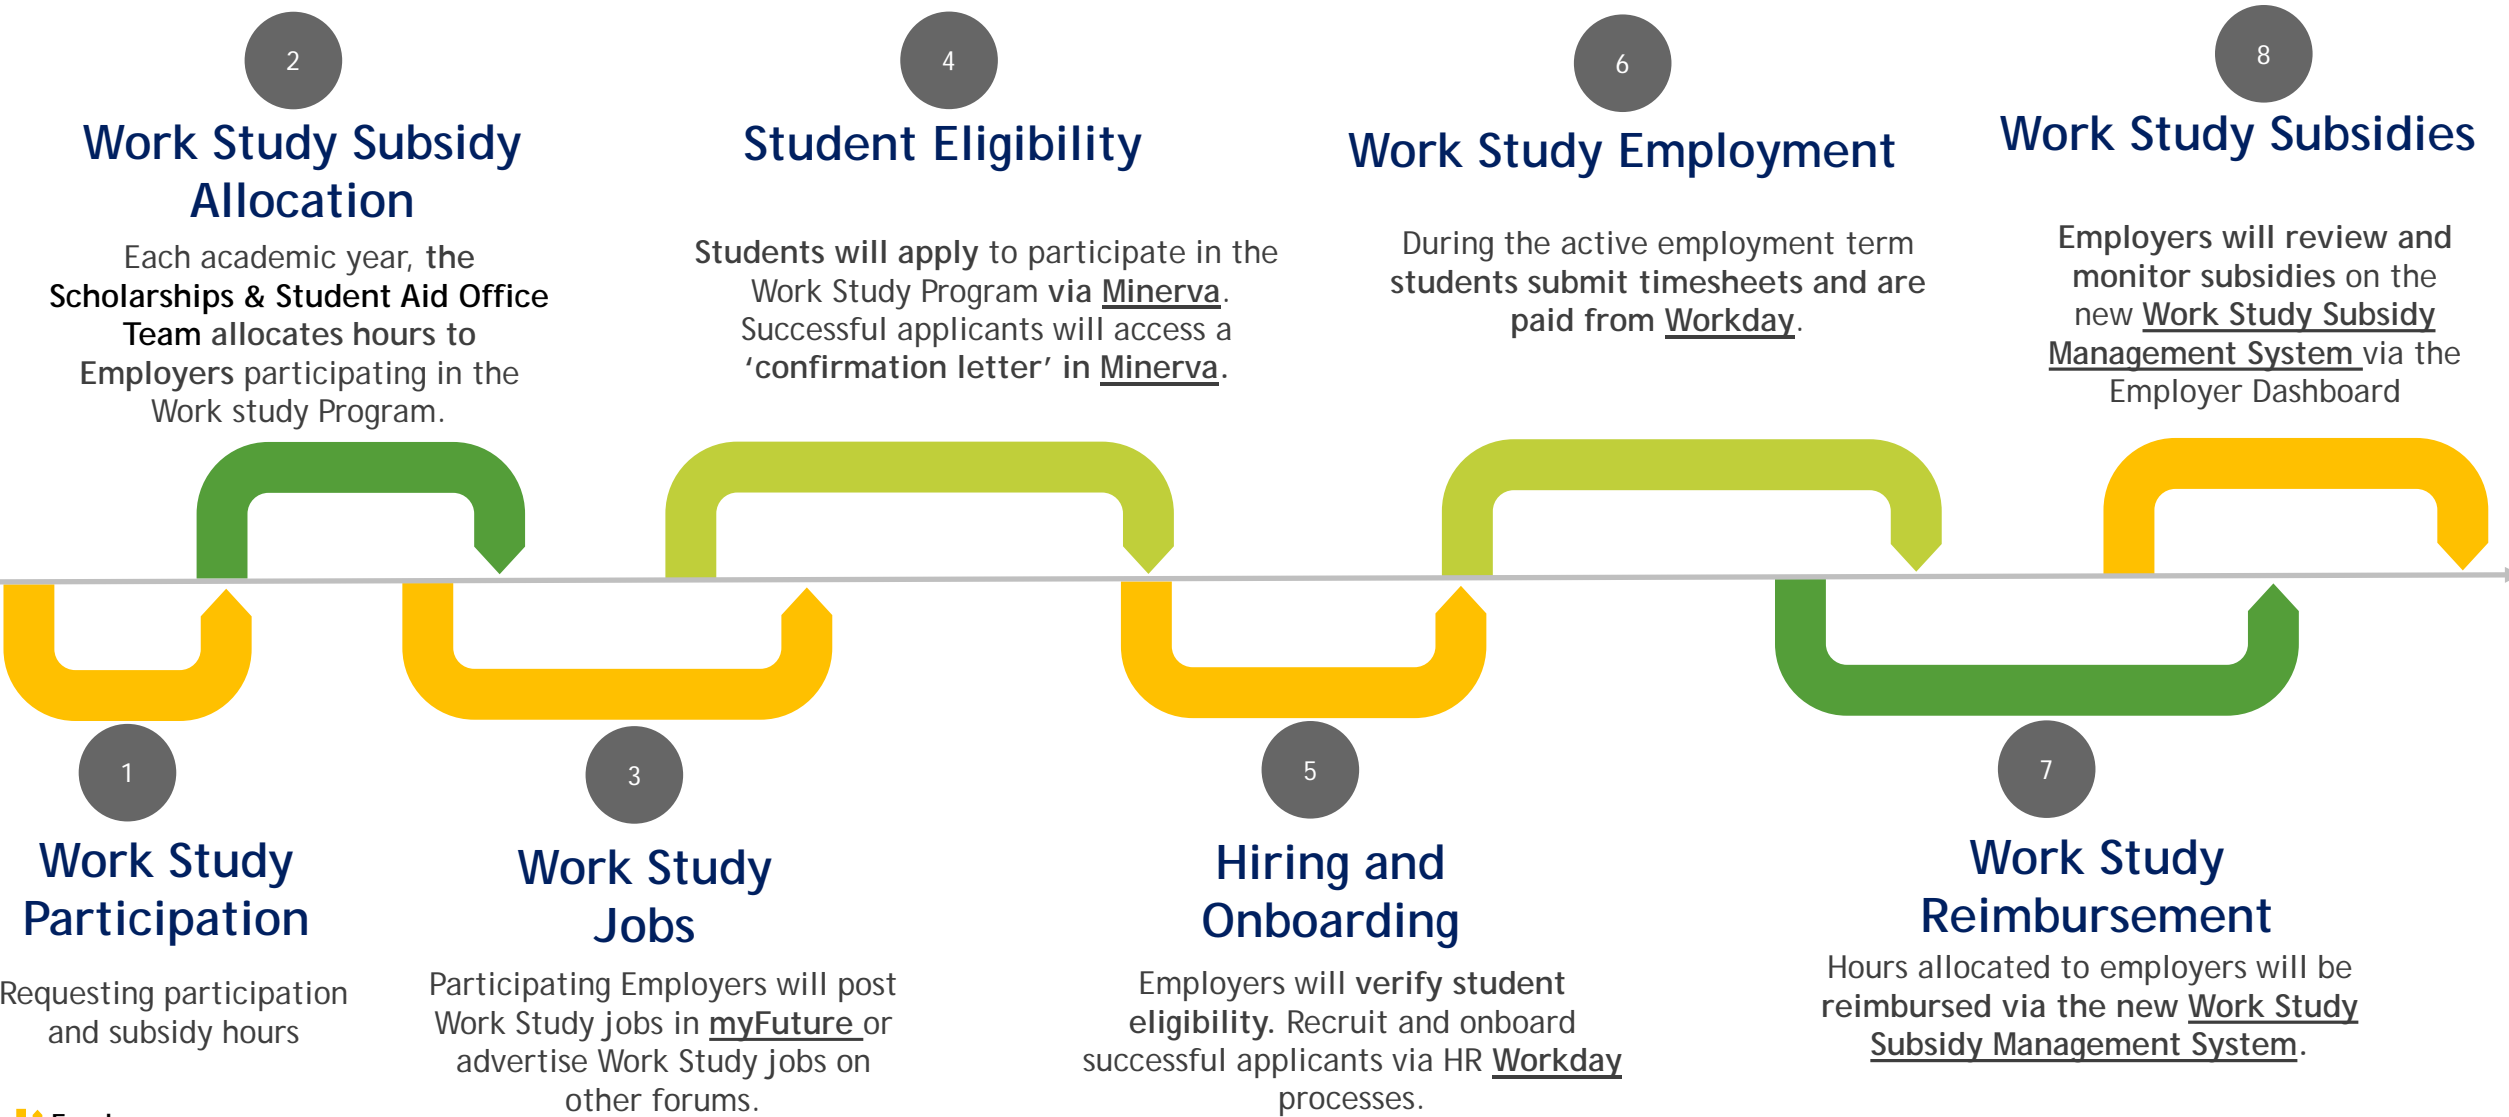 2
Work Study Subsidy
Allocation
Each academic year, the
Scholarships & Student Aid Office
Team allocates hours to
Employers participating in the
Work study Program.
4
Student Eligibility
Students will apply to participate in the
Work Study Program via Minerva.
Successful applicants will access a
‘confirmation letter’ in Minerva.
6
Work Study Employment
During the active employment term
students submit timesheets and are
paid from Workday.
8
Work Study Subsidies
Employers will review and
monitor subsidies on the
new Work Study Subsidy
Management System via the
Employer Dashboard
1
Work Study
Participation
Requesting participation
and subsidy hours
3
Work Study
Jobs
Participating Employers will post
Work Study jobs in myFuture or
advertise Work Study jobs on
other forums.
5
Hiring and
Onboarding
Employers will verify student
eligibility. Recruit and onboard
successful applicants via HR Workday
processes.
7
Work Study
Reimbursement
Hours allocated to employers will be
reimbursed via the new Work Study
Subsidy Management System.